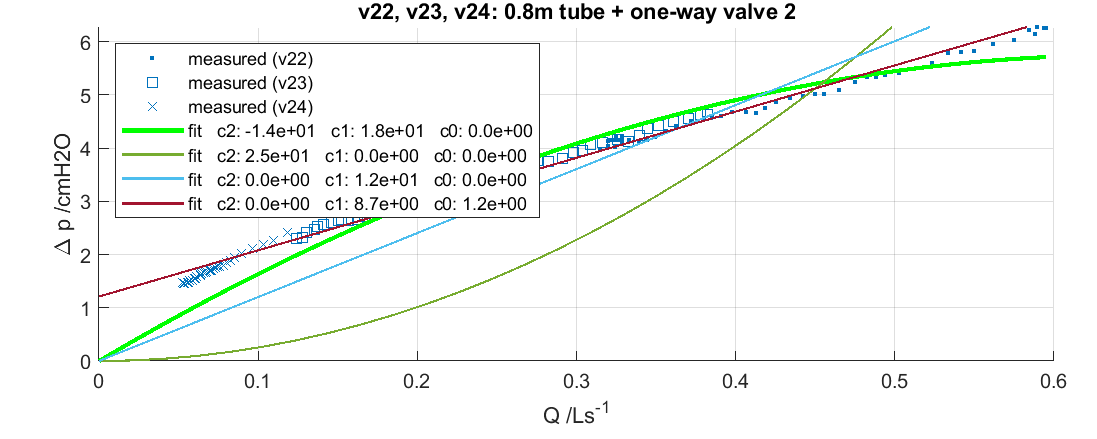 v22, v23, v24: 0.8m tube + one-way valve 2
6
5
4
3
2
1
0
Δ p /cmH2O
measured (v22)
measured (v23)
measured (v24)
fit c2: -1.4e+01 c1: 1.8e+01 c0: 0.0e+00
fit c2: 2.5e+01 c1: 0.0e+00 c0: 0.0e+00
fit c2: 0.0e+00 c1: 1.2e+01 c0: 0.0e+00
fit c2: 0.0e+00 c1: 8.7e+00 c0: 1.2e+00
0 0.1 0.2 0.3 0.4 0.5 0.6
Q /Ls⁻¹